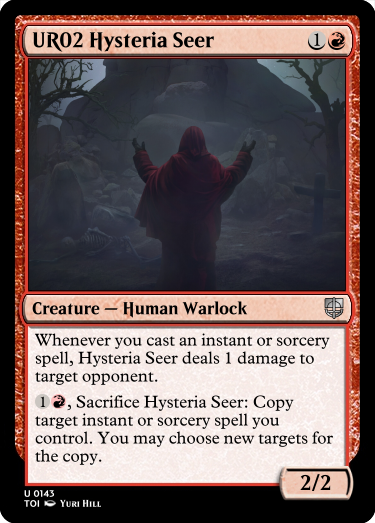 UR02 Hysteria Seer 1
Creature — Human Warlock
Whenever you cast an instant or sorcery
spell, Hysteria Seer deals 1 damage to
target opponent.
1, Sacrifice Hysteria Seer: Copy
target instant or sorcery spell you
control. You may choose new targets for
the copy.
2/2
U 0143
TOI Yuri Hill